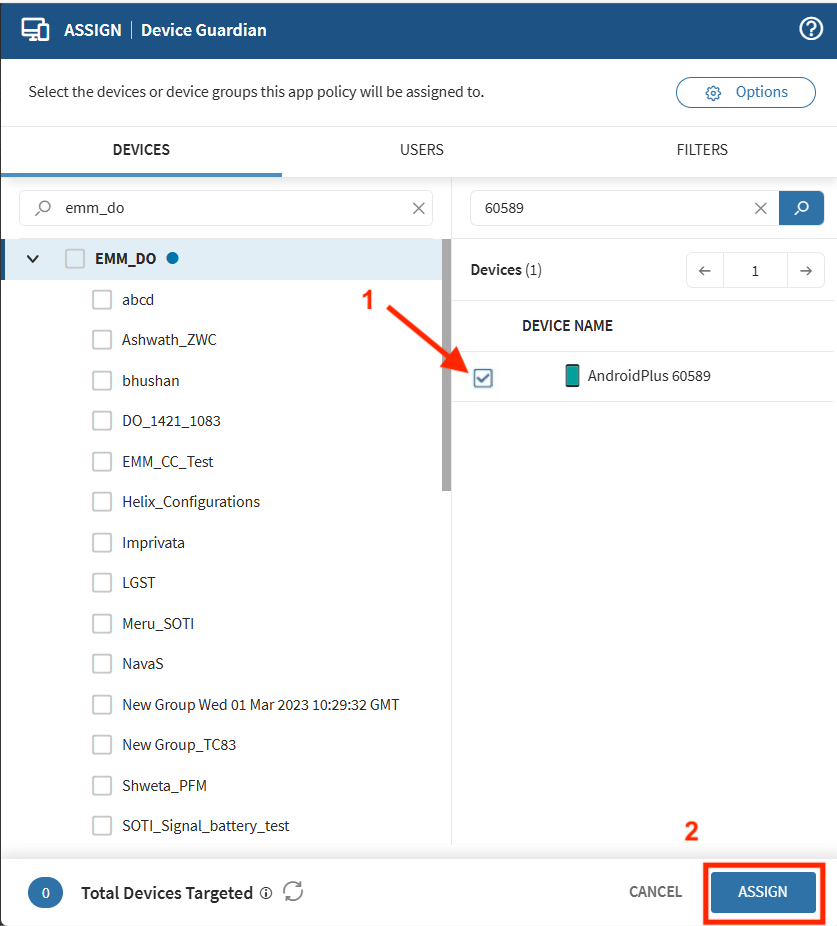 ASSIGN | Device Guardian
Select the devices or device groups this app policy will be assigned to.
Options
DEVICES
USERS
FILTERS
emm_do
60589
EMM_DO
abcd
Ashwath_ZWC
bhushan
DO_1421_1083
EMM_CC_Test
Helix_Configurations
Imprivata
LGST
Meru_SOTI
NavaS
New Group Wed 01 Mar 2023 10:29:32 GMT
New Group_TC83
Shweta_PFM
SOTI_Signal_battery_test
1
Devices (1)
1
DEVICE NAME
AndroidPlus 60589
2
0 Total Devices Targeted
CANCEL
ASSIGN